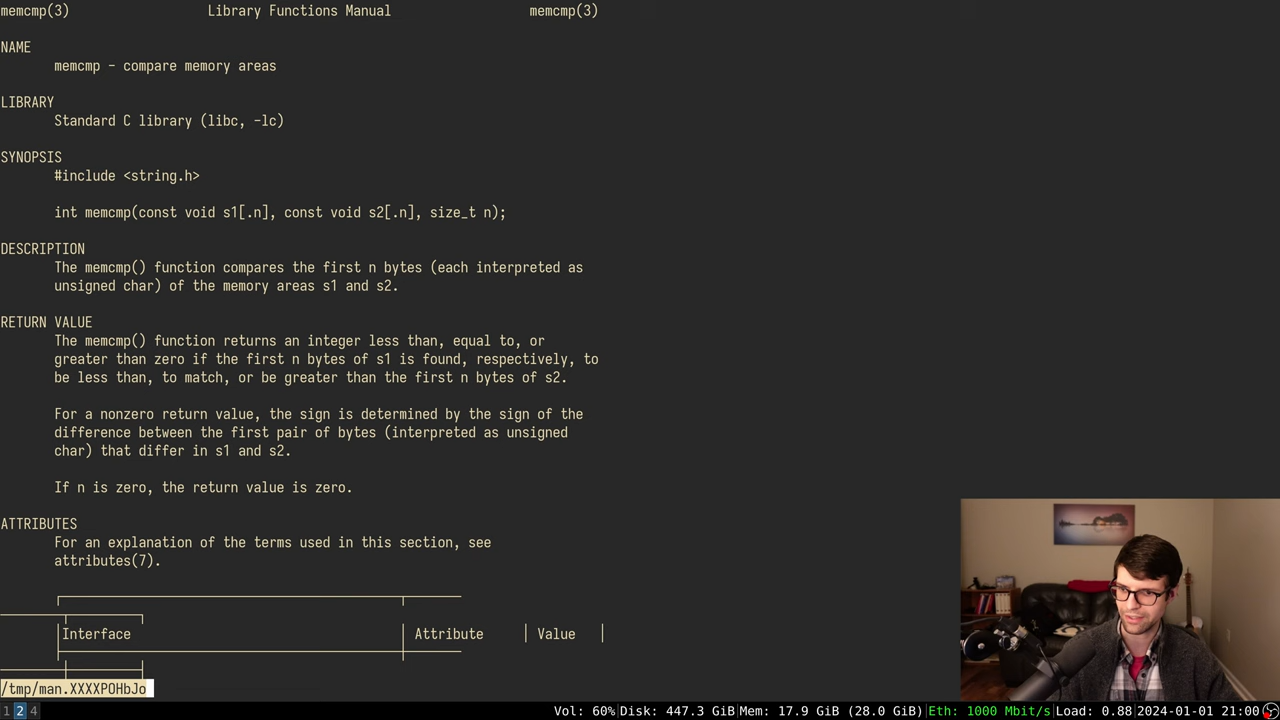 memcmp(3) Library Functions Manual memcmp(3)
NAME
memcmp - compare memory areas
LIBRARY
Standard C library (libc, -lc)
SYNOPSIS
#include <string.h>
int memcmp(const void s1[.n], const void s2[.n], size_t n);
DESCRIPTION
The memcmp() function compares the first n bytes (each interpreted as
unsigned char) of the memory areas s1 and s2.
RETURN VALUE
The memcmp() function returns an integer less than, equal to, or
greater than zero if the first n bytes of s1 is found, respectively, to
be less than, to match, or be greater than the first n bytes of s2.
For a nonzero return value, the sign is determined by the sign of the
difference between the first pair of bytes (interpreted as unsigned
char) that differ in s1 and s2.
If n is zero, the return value is zero.
ATTRIBUTES
For an explanation of the terms used in this section, see
attributes(7).
Interface Attribute Value
/tmp/man.XXXXPOHbJo
1 2 4 Vol: 60%|Disk: 447.3 GiB|Mem: 17.9 GiB (28.0 GiB)|Eth: 1000 Mbit/s|Load: 0.88|2024-01-01 21:00